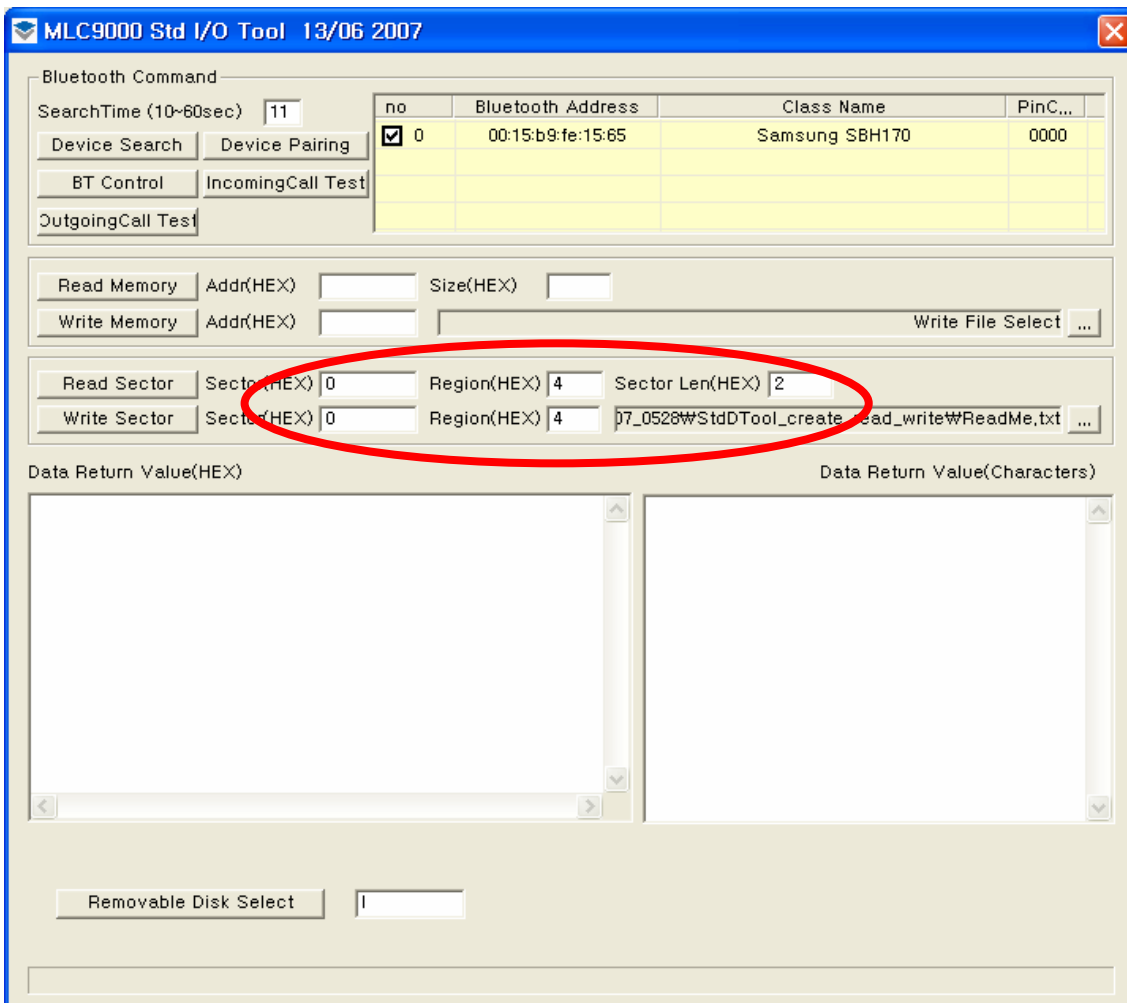 MLC9000 Std I/O Tool 13/06 2007
Bluetooth Command
SearchTime (10~60sec) 11
Device Search Device Pairing
BT Control IncomingCall Test
OutgoingCall Test
no Bluetooth Address Class Name PinC...
0 00:15:b9:fe:15:65 Samsung SBH170 0000
Read Memory Addr(HEX) Size(HEX)
Write Memory Addr(HEX) Write File Select ...
Read Sector Sector(HEX) 0 Region(HEX) 4 Sector Len(HEX) 2
Write Sector Sector(HEX) 0 Region(HEX) 4 07_0528₩StdDTool_create_read_write₩ReadMe.txt ...
Data Return Value(HEX) Data Return Value(Characters)
Removable Disk Select I